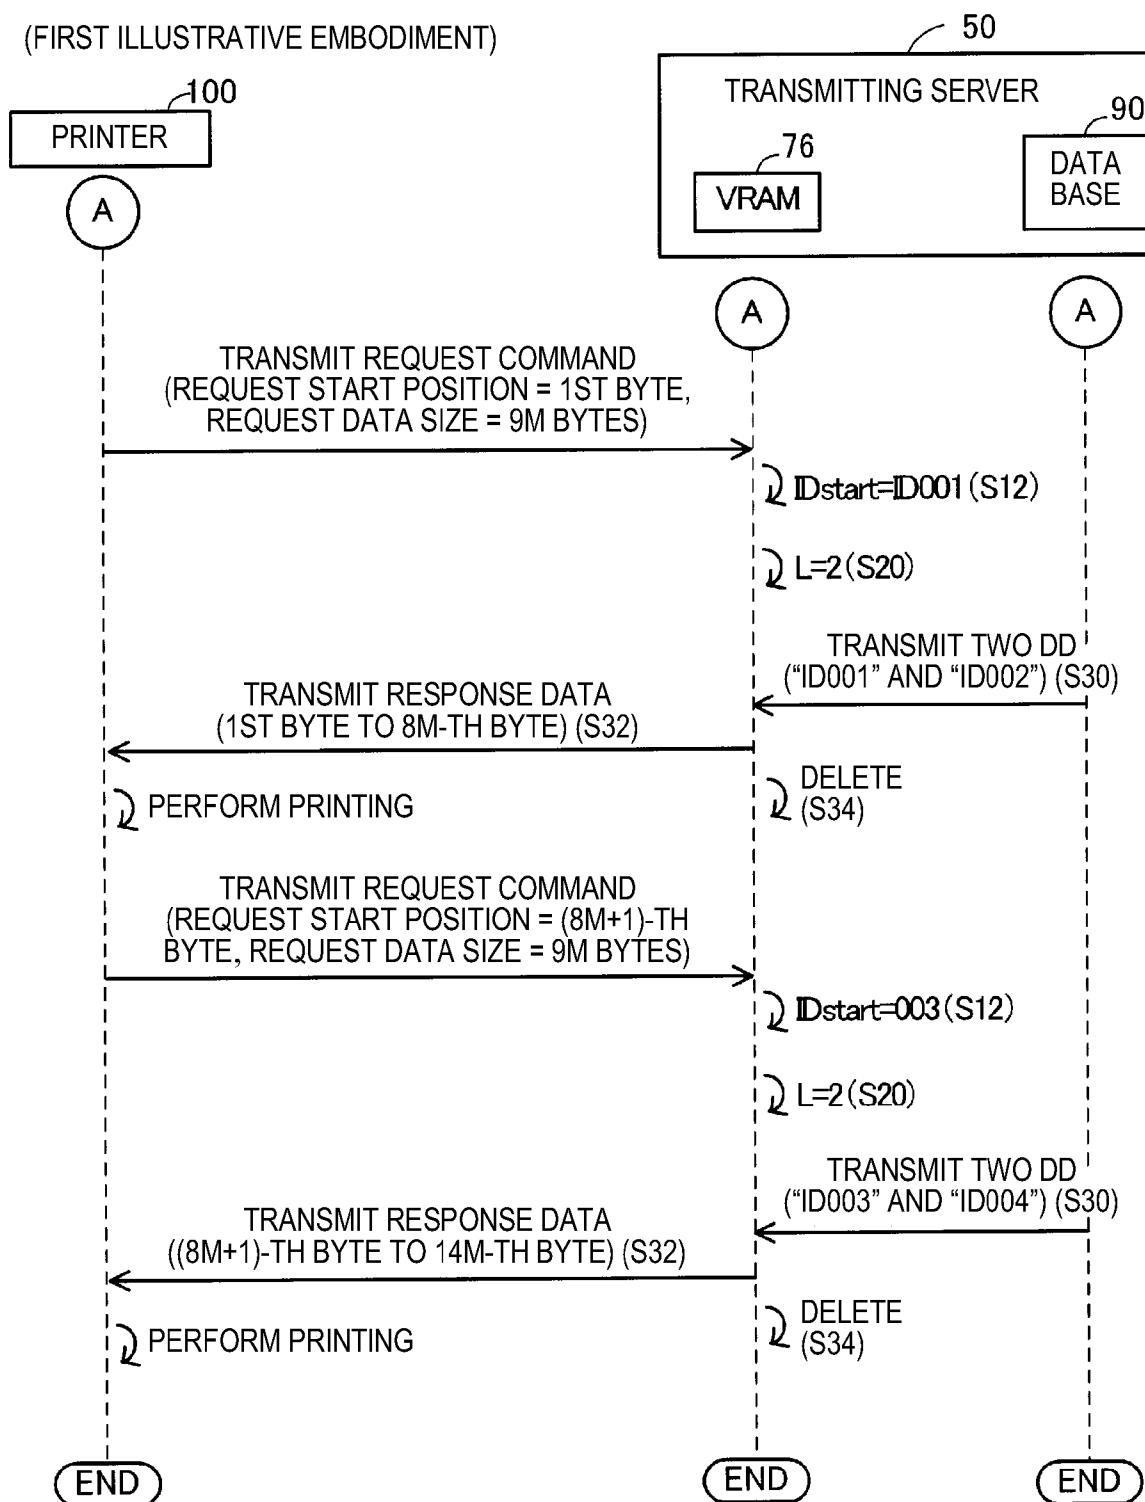 (FIRST ILLUSTRATIVE EMBODIMENT)
50
TRANSMITTING SERVER
100
PRINTER
90
DATA
BASE
76
VRAM
A
A
A
TRANSMIT REQUEST COMMAND
(REQUEST START POSITION = 1ST BYTE,
REQUEST DATA SIZE = 9M BYTES)
IDstart=ID001(S12)
L=2(S20)
TRANSMIT TWO DD
("ID001" AND "ID002") (S30)
TRANSMIT RESPONSE DATA
(1ST BYTE TO 8M-TH BYTE) (S32)
DELETE
(S34)
PERFORM PRINTING
TRANSMIT REQUEST COMMAND
(REQUEST START POSITION = (8M+1)-TH
BYTE, REQUEST DATA SIZE = 9M BYTES)
IDstart=003(S12)
L=2(S20)
TRANSMIT TWO DD
("ID003" AND "ID004") (S30)
TRANSMIT RESPONSE DATA
((8M+1)-TH BYTE TO 14M-TH BYTE) (S32)
DELETE
(S34)
PERFORM PRINTING
END
END
END